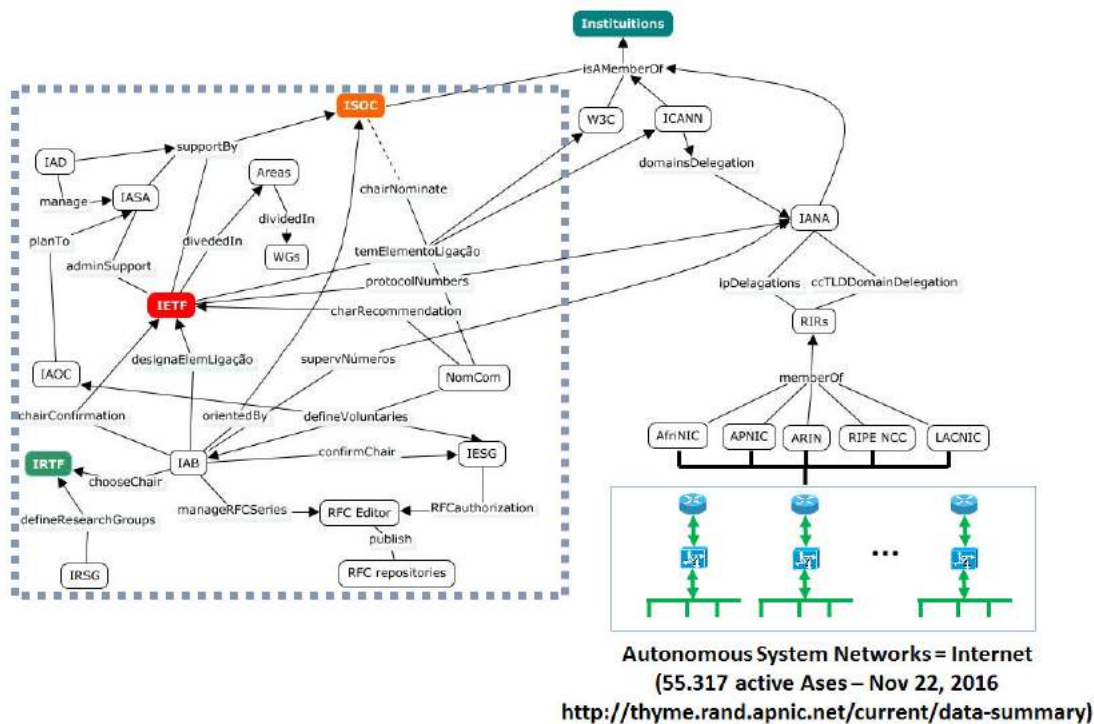 Instituitions
isAMemberOf
ISOC
W3C
ICANN
supportBy
IAD
Areas
domainsDelegation
manage
IASA
chairNominate
IANA
dividedIn
planTo
divededIn
WGs
temElementoLigação
adminSupport
protocolNumbers
ipDelagations
ccTLDDomainDelegation
IETF
charRecommendation
RIRs
designaElemLigação
supervNúmeros
IAOC
NomCom
memberOf
chairConfirmation
orientedBy
defineVoluntaries
AfriNIC
APNIC
ARIN
RIPE NCC
LACNIC
IRTF
IAB
confirmChair
IESG
chooseChair
manageRFCSeries
RFC Editor
RFCauthorization
defineResearchGroups
publish
IRSG
RFC repositories
...
Autonomous System Networks = Internet
(55.317 active Ases – Nov 22, 2016
http://thyme.rand.apnic.net/current/data-summary)